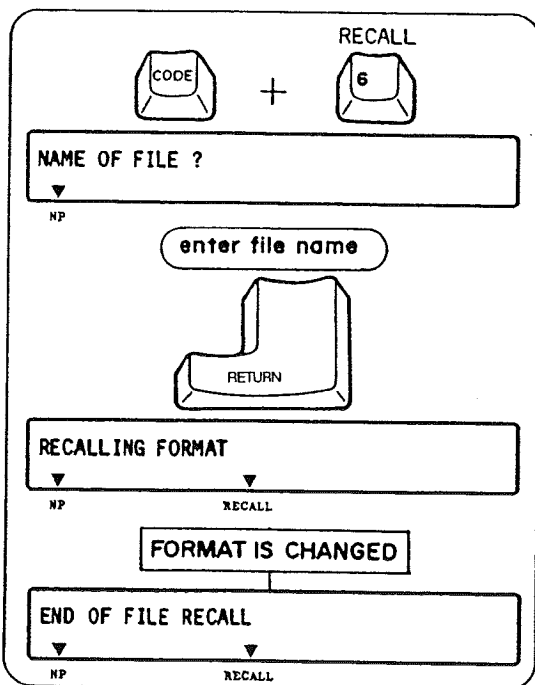 RECALL
CODE + 6
NAME OF FILE ?
NP
enter file name
RETURN
RECALLING FORMAT
NP RECALL
FORMAT IS CHANGED
END OF FILE RECALL
NP RECALL